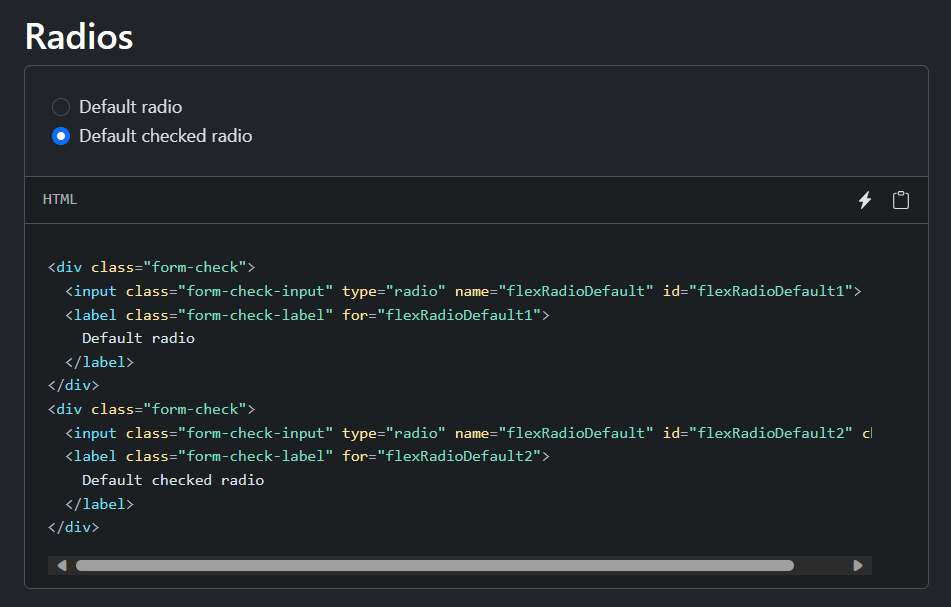 Radios
Default radio
Default checked radio
HTML
<div class="form-check">
  <input class="form-check-input" type="radio" name="flexRadioDefault" id="flexRadioDefault1">
  <label class="form-check-label" for="flexRadioDefault1">
    Default radio
  </label>
</div>
<div class="form-check">
  <input class="form-check-input" type="radio" name="flexRadioDefault" id="flexRadioDefault2"
  <label class="form-check-label" for="flexRadioDefault2">
    Default checked radio
  </label>
</div>